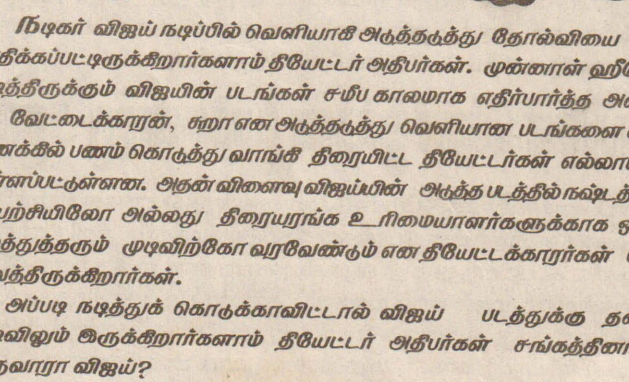 நடிகர் விஜய் நடிப்பில் வெளியாகி அடுத்தடுத்து தோல்வியை
திக்கப்பட்டிருக்கிறார்களாம் தியேட்டர் அதிபர்கள். முன்னாள் ஹீ
த்திருக்கும் விஜயின் படங்கள் சமீப காலமாக எதிர்பார்த்த அ
வேட்டைக்காரன், சுறா என அடுத்தடுத்து வெளியான படங்களை
ணக்கில் பணம் கொடுத்து வாங்கி திரையிட்ட தியேட்டர்கள் எல்லா
ள்ளப்பட்டுள்ளன. அதன் விளைவு விஜய்யின் அடுத்த படத்தில் நஷ்ட
யற்சியிலோ அல்லது திரையரங்க உரிமையாளர்களுக்காக ஒ
த்துத்தரும் முடிவிற்கோ வரவேண்டும் என தியேட்டக்காரர்கள்
வத்திருக்கிறார்கள்.
அப்படி நடித்துக் கொடுக்காவிட்டால் விஜய் படத்துக்கு த
விலும் இருக்கிறார்களாம் தியேட்டர் அதிபர்கள் சங்கத்தின
ருவாரா விஜய்?